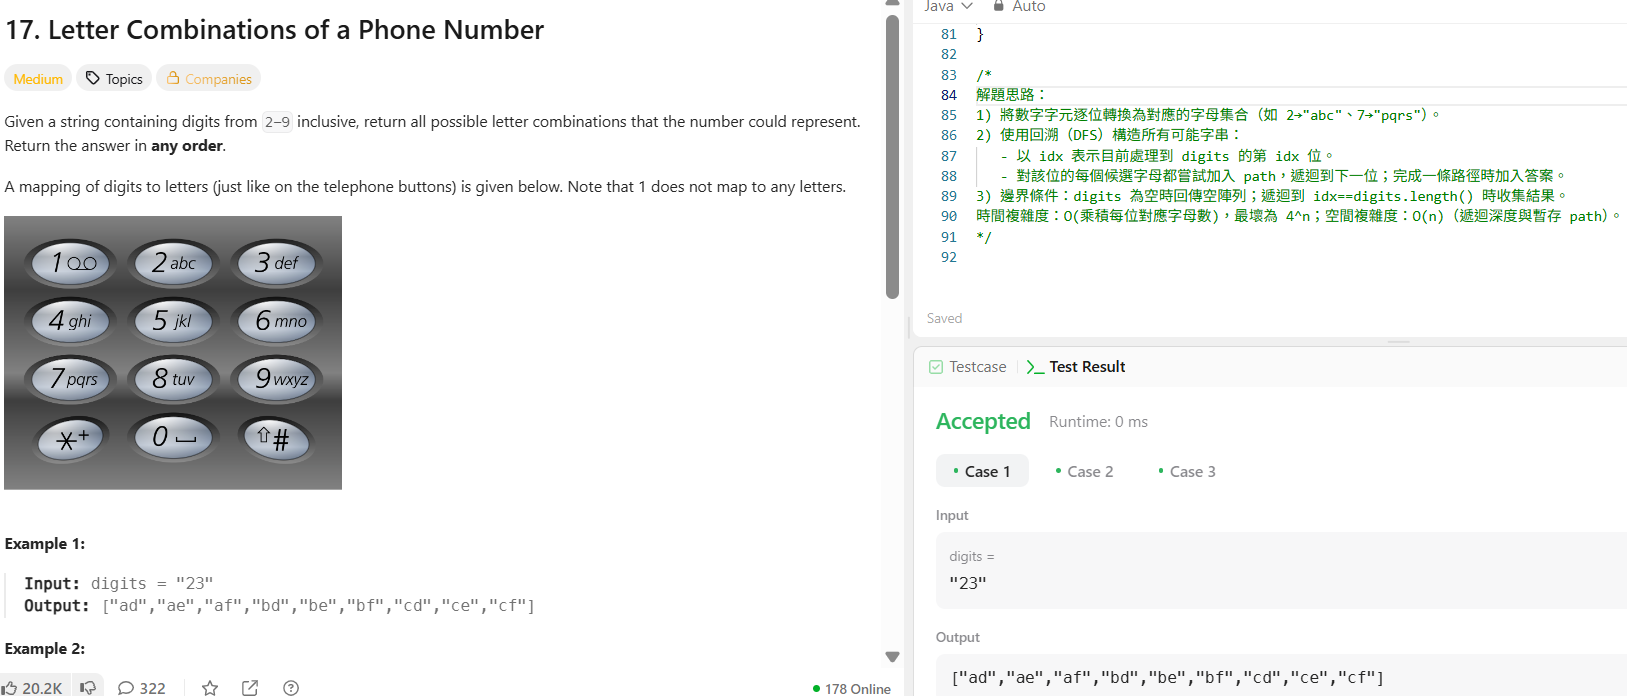 17. Letter Combinations of a Phone Number
Medium
Topics
Companies
Given a string containing digits from 2-9 inclusive, return all possible letter combinations that the number could represent.
Return the answer in any order.
A mapping of digits to letters (just like on the telephone buttons) is given below. Note that 1 does not map to any letters.
1
2 abc
3 def
4 ghi
5 jkl
6 mno
7 pqrs
8 tuv
9 wxyz
*+
0
#
Example 1:
Input: digits = "23"
Output: ["ad","ae","af","bd","be","bf","cd","ce","cf"]
Example 2:
20.2K
322
178 Online
Java
Auto
81 }
82
83 /*
84 解題思路：
85 1) 將數字字元逐位轉換為對應的字母集合（如 2→"abc"、7→"pqrs"）。
86 2) 使用回溯（DFS）構造所有可能字串：
87 - 以 idx 表示目前處理到 digits 的第 idx 位。
88 - 對該位的每個候選字母都嘗試加入 path，遞迴到下一位；完成一條路徑時加入答案。
89 3) 邊界條件：digits 為空時回傳空陣列；遞迴到 idx==digits.length() 時收集結果。
90 時間複雜度：O(乘積每位對應字母數)，最壞為 4^n；空間複雜度：O(n)（遞迴深度與暫存 path）。
91 */
92
Saved
Testcase
Test Result
Accepted
Runtime: 0 ms
Case 1
Case 2
Case 3
Input
digits =
"23"
Output
["ad","ae","af","bd","be","bf","cd","ce","cf"]